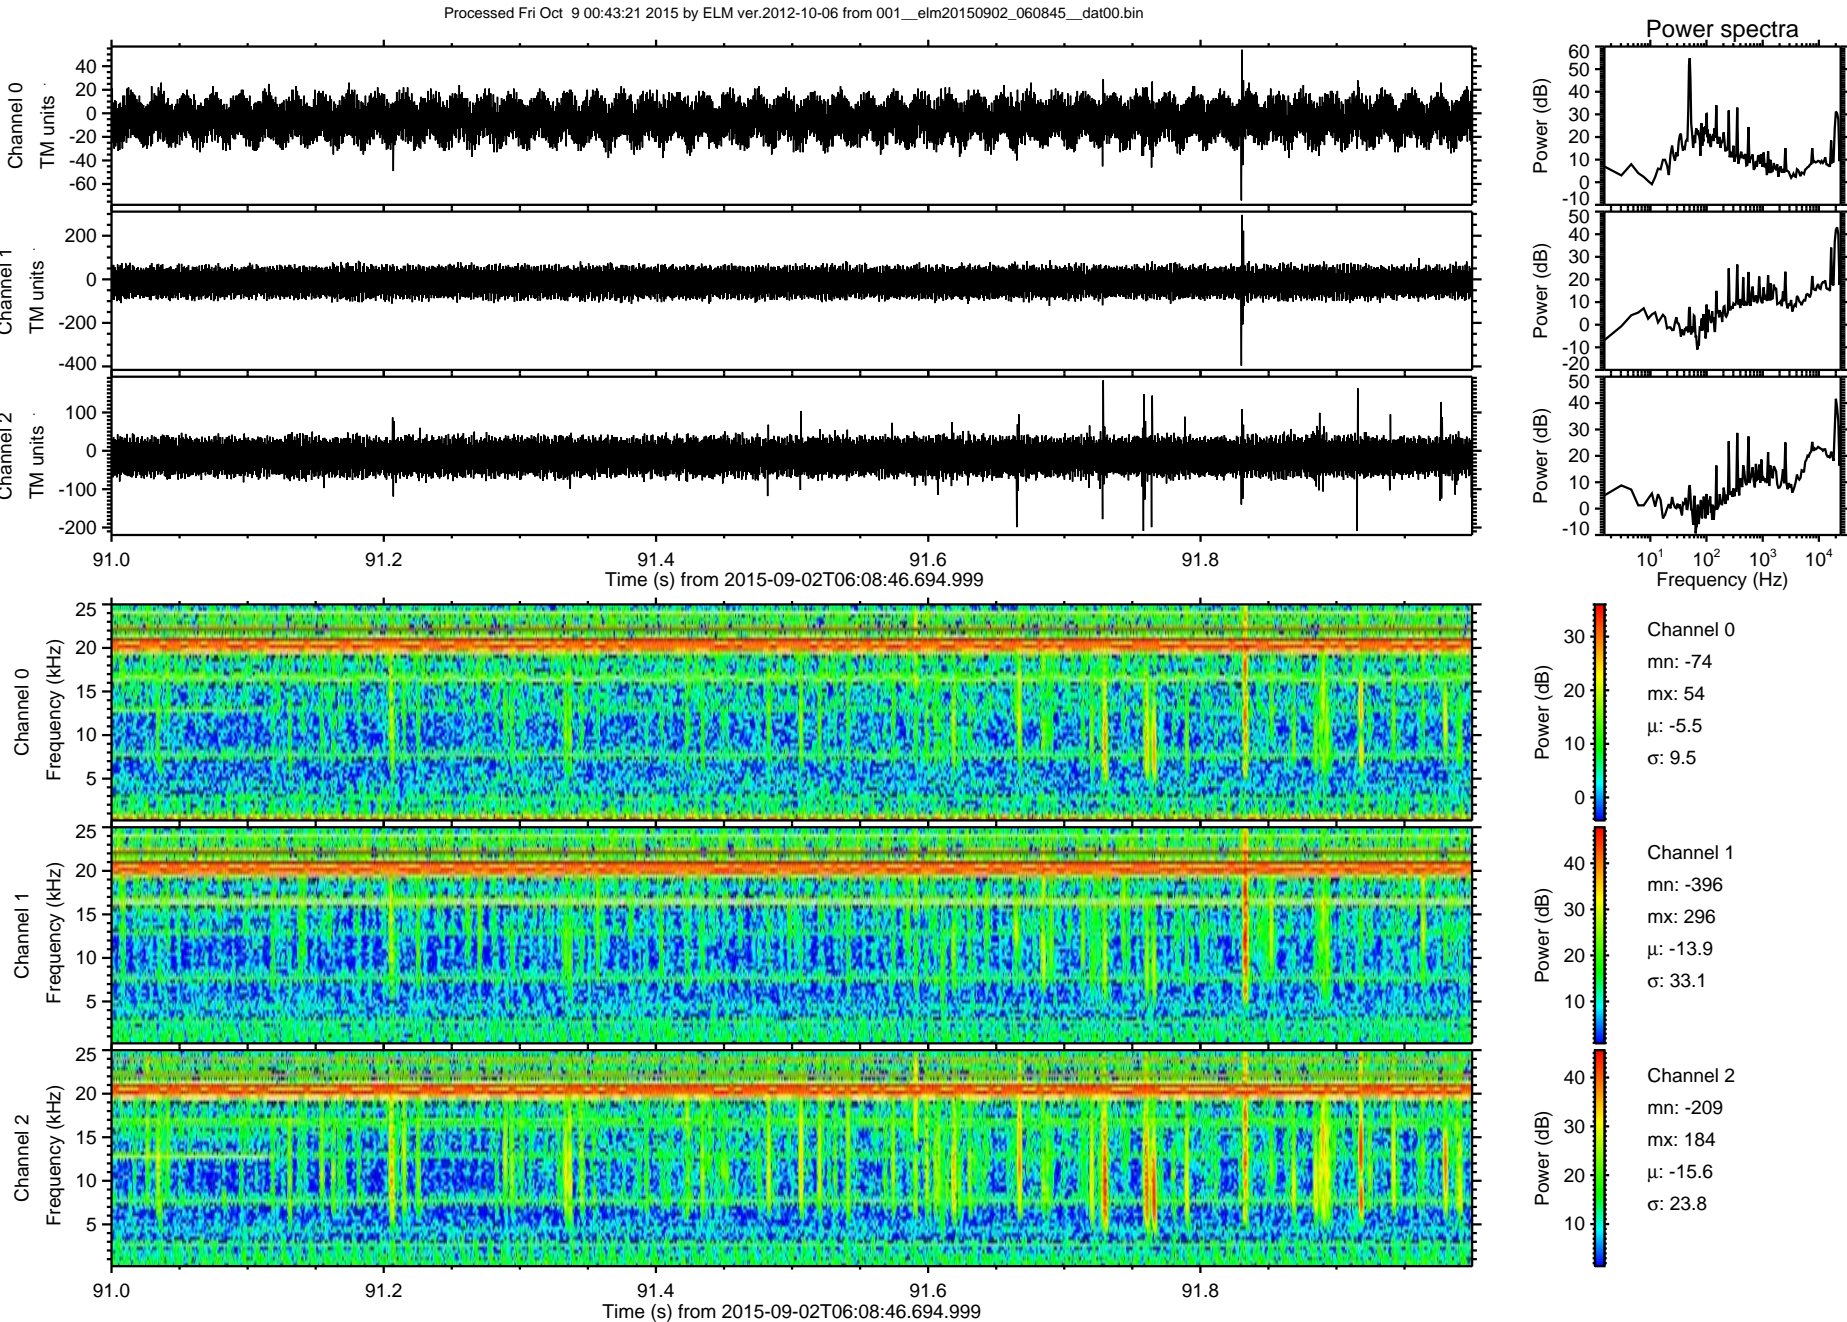 Processed Fri Oct  9 00:43:21 2015 by ELM ver.2012-10-06 from 001__elm20150902_060845__dat00.bin
Power spectra
Channel 0
TM units
40
20
0
-20
-40
-60
Power (dB)
60
50
40
30
20
10
0
-10
Channel 1
TM units
200
0
-200
-400
Power (dB)
50
40
30
20
10
0
-10
-20
Channel 2
TM units
100
0
-100
-200
Power (dB)
50
40
30
20
10
0
-10
91.0 91.2 91.4 91.6 91.8
Time (s) from 2015-09-02T06:08:46.694.999
10¹ 10² 10³ 10⁴
Frequency (Hz)
Channel 0
Frequency (kHz)
25
20
15
10
5
Power (dB)
30
20
10
0
Channel 0
mn: -74
mx: 54
μ: -5.5
σ: 9.5
Channel 1
Frequency (kHz)
25
20
15
10
5
Power (dB)
40
30
20
10
Channel 1
mn: -396
mx: 296
μ: -13.9
σ: 33.1
Channel 2
Frequency (kHz)
25
20
15
10
5
Power (dB)
40
30
20
10
Channel 2
mn: -209
mx: 184
μ: -15.6
σ: 23.8
91.0 91.2 91.4 91.6 91.8
Time (s) from 2015-09-02T06:08:46.694.999